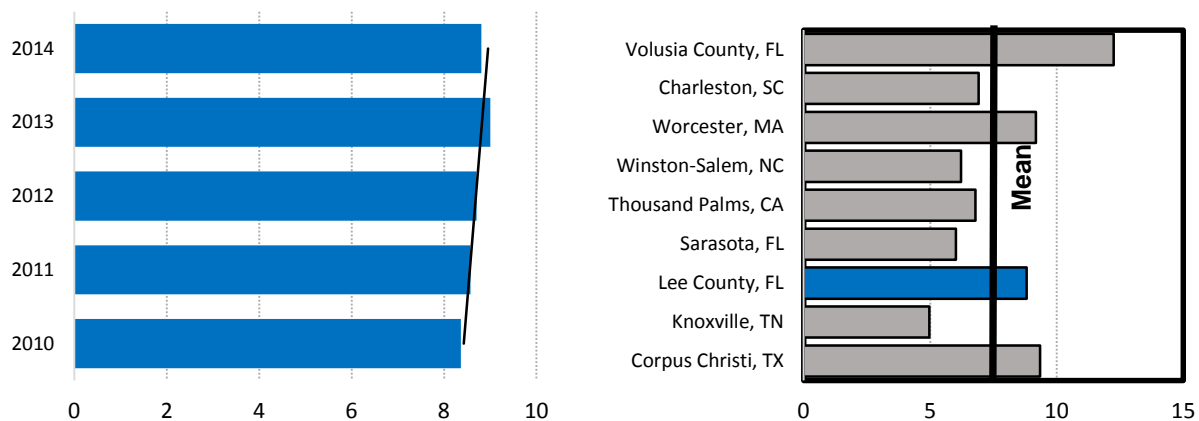 2014
2013
2012
2011
2010
0 2 4 6 8 10
Volusia County, FL
Charleston, SC
Worcester, MA
Winston-Salem, NC
Thousand Palms, CA
Sarasota, FL
Lee County, FL
Knoxville, TN
Corpus Christi, TX
Mean
0 5 10 15